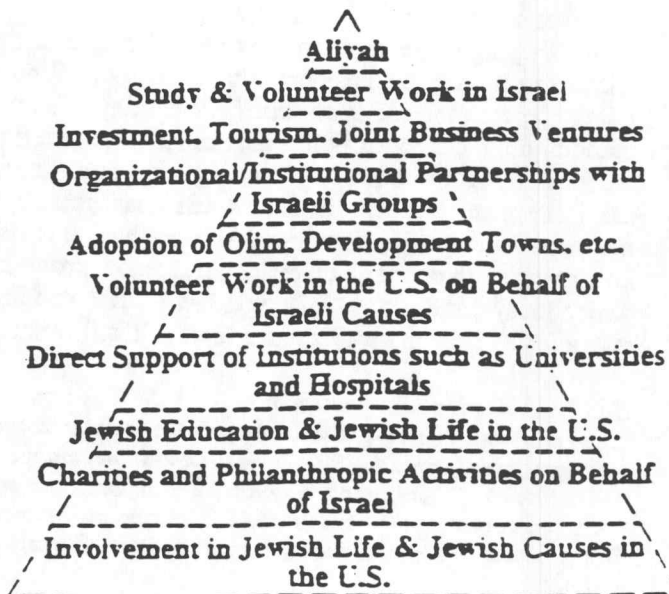 Aliyah
Study & Volunteer Work in Israel
Investment, Tourism, Joint Business Ventures
Organizational/Institutional Partnerships with
Israeli Groups
Adoption of Olim, Development Towns, etc.
Volunteer Work in the U.S. on Behalf of
Israeli Causes
Direct Support of Institutions such as Universities
and Hospitals
Jewish Education & Jewish Life in the U.S.
Charities and Philanthropic Activities on Behalf
of Israel
Involvement in Jewish Life & Jewish Causes in
the U.S.